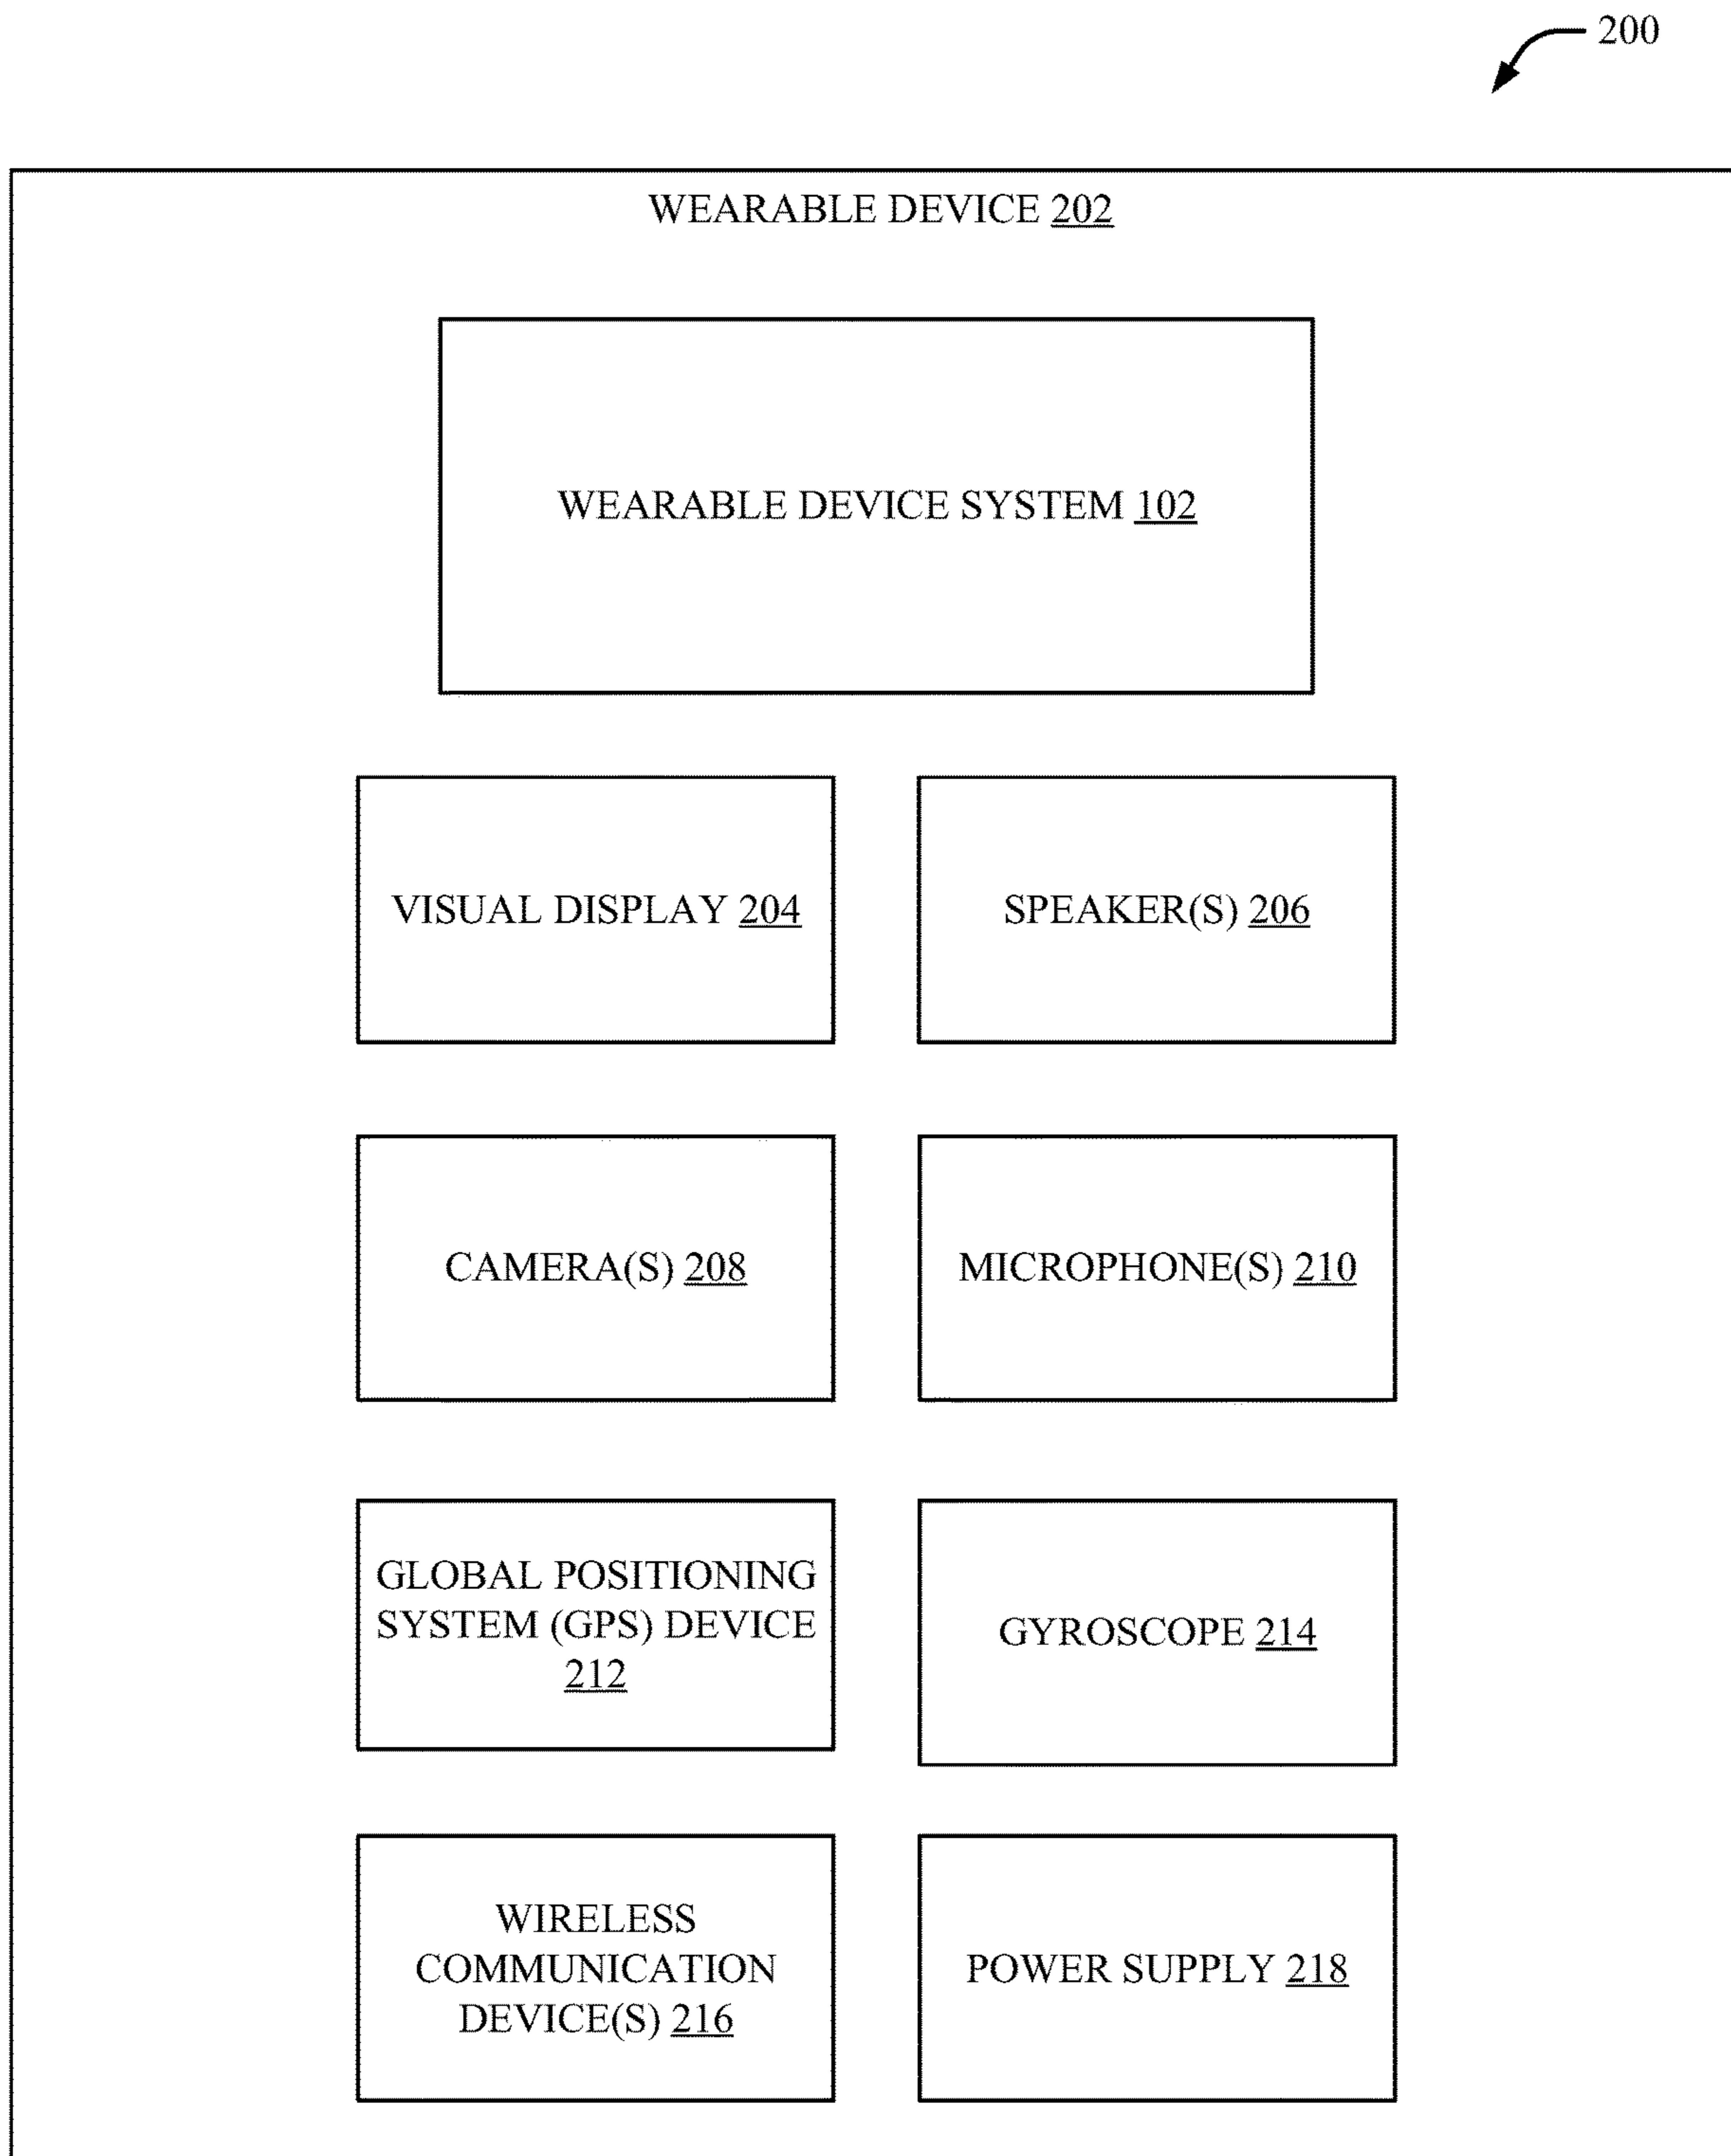 200
WEARABLE DEVICE 202
WEARABLE DEVICE SYSTEM 102
VISUAL DISPLAY 204
SPEAKER(S) 206
CAMERA(S) 208
MICROPHONE(S) 210
GLOBAL POSITIONING
SYSTEM (GPS) DEVICE
212
GYROSCOPE 214
WIRELESS
COMMUNICATION
DEVICE(S) 216
POWER SUPPLY 218